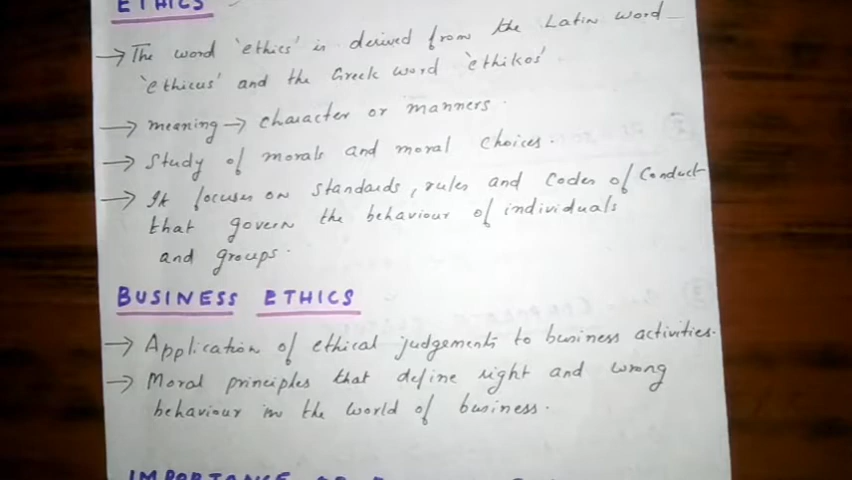 ETHICS
→ The word 'ethics' is derived from the Latin word
'ethicus' and the Greek word 'ethikos'
→ meaning → character or manners.
→ Study of morals and moral choices.
→ It focuses on standards, rules and codes of conduct
that govern the behaviour of individuals
and groups.
BUSINESS ETHICS
→ Application of ethical judgements to business activities.
→ Moral principles that define right and wrong
behaviour in the world of business.
IMPORTANCE OF